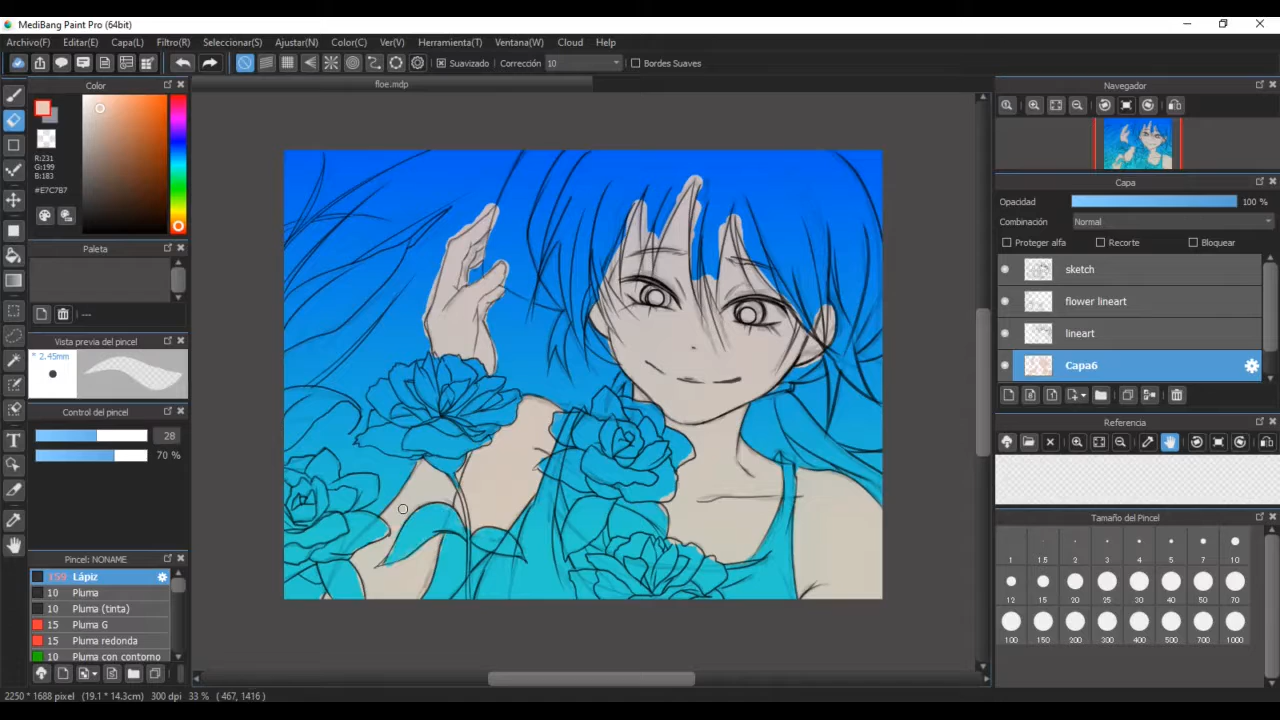 MediBang Paint Pro (64bit)
Archivo(F) Editar(E) Capa(L) Filtro(R) Seleccionar(S) Ajustar(N) Color(C) Ver(V) Herramienta(T) Ventana(W) Cloud Help
Suavizado Corrección 10 Bordes Suaves
Color
floe.mdp
Navegador
R:231
G:199
B:183
#E7C7B7
Capa
Opacidad 100 %
Combinación Normal
Proteger alfa Recorte Bloquear
Paleta
sketch
flower lineart
---
lineart
Vista previa del pincel
* 2.45mm
Capa6
Control del pincel
28
70 %
Referencia
Tamaño del Pincel
1 1.5 2 3 4 5 7 10
12 15 20 25 30 40 50 70
100 150 200 300 400 500 700 1000
Pincel: NONAME
159 Lápiz
10 Pluma
10 Pluma (tinta)
15 Pluma G
15 Pluma redonda
10 Pluma con contorno
2250 * 1688 pixel (19.1 * 14.3cm) 300 dpi 33 % ( 467, 1416 )